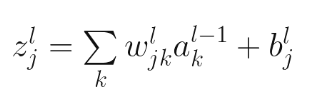 $z_j^l = \sum_k w_{jk}^l a_k^{l-1} + b_j^l$